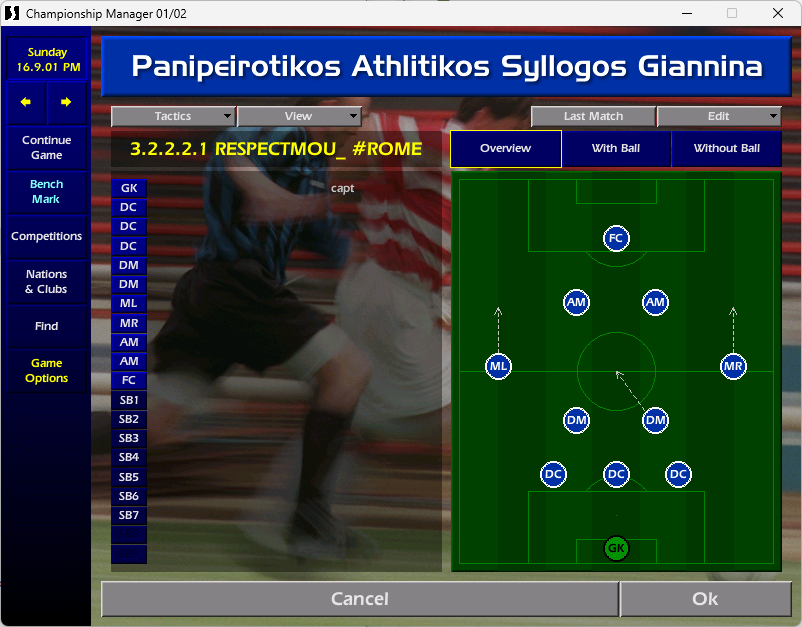 Championship Manager 01/02
Sunday
16.9.01 PM
Panipeirotikos Athlitikos Syllogos Giannina
Continue
Game
Bench
Mark
Competitions
Nations
& Clubs
Find
Game
Options
Tactics
View
Last Match
Edit
3.2.2.2.1 RESPECTMOU_ #ROME
Overview
With Ball
Without Ball
GK capt
DC
DC
DC
DM
DM
ML
MR
AM
AM
FC
SB1
SB2
SB3
SB4
SB5
SB6
SB7
FC
AM AM
ML MR
DM DM
DC DC DC
GK
Cancel
Ok